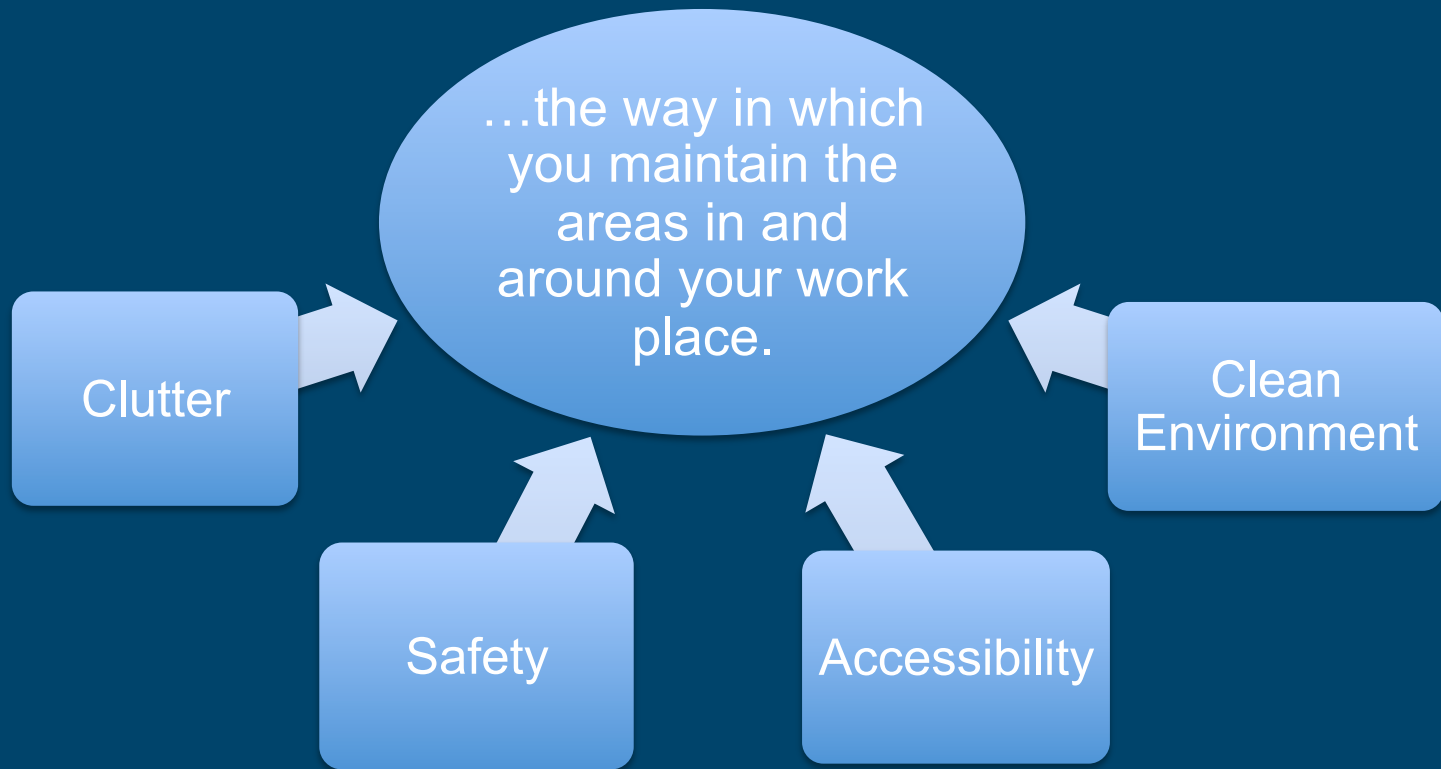 …the way in which
you maintain the
areas in and
around your work
place.
Clutter
Safety
Accessibility
Clean
Environment